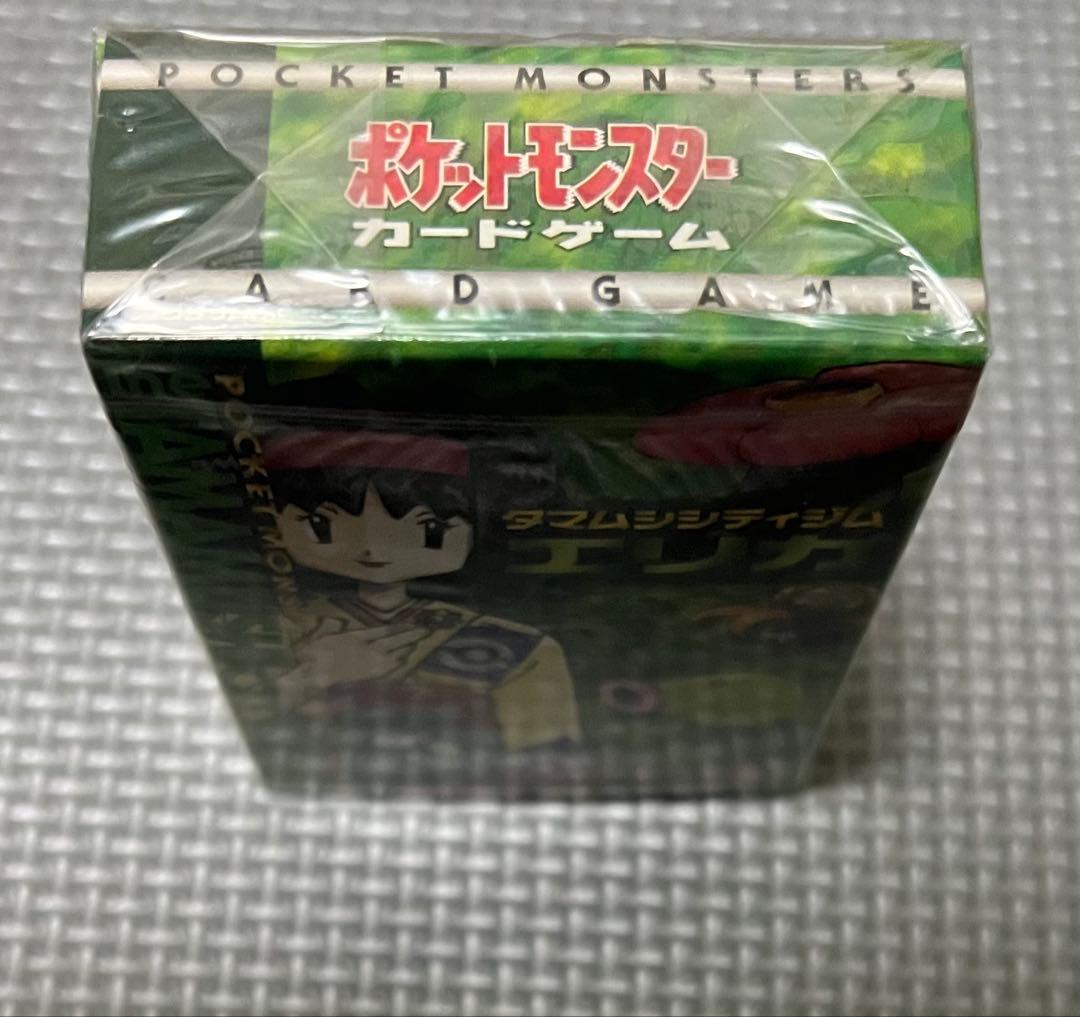 POCKET MONSTERS
ポケットモンスター
カードゲーム
CARD GAME
POCKET MONS
タマムシシティジム
エリカ